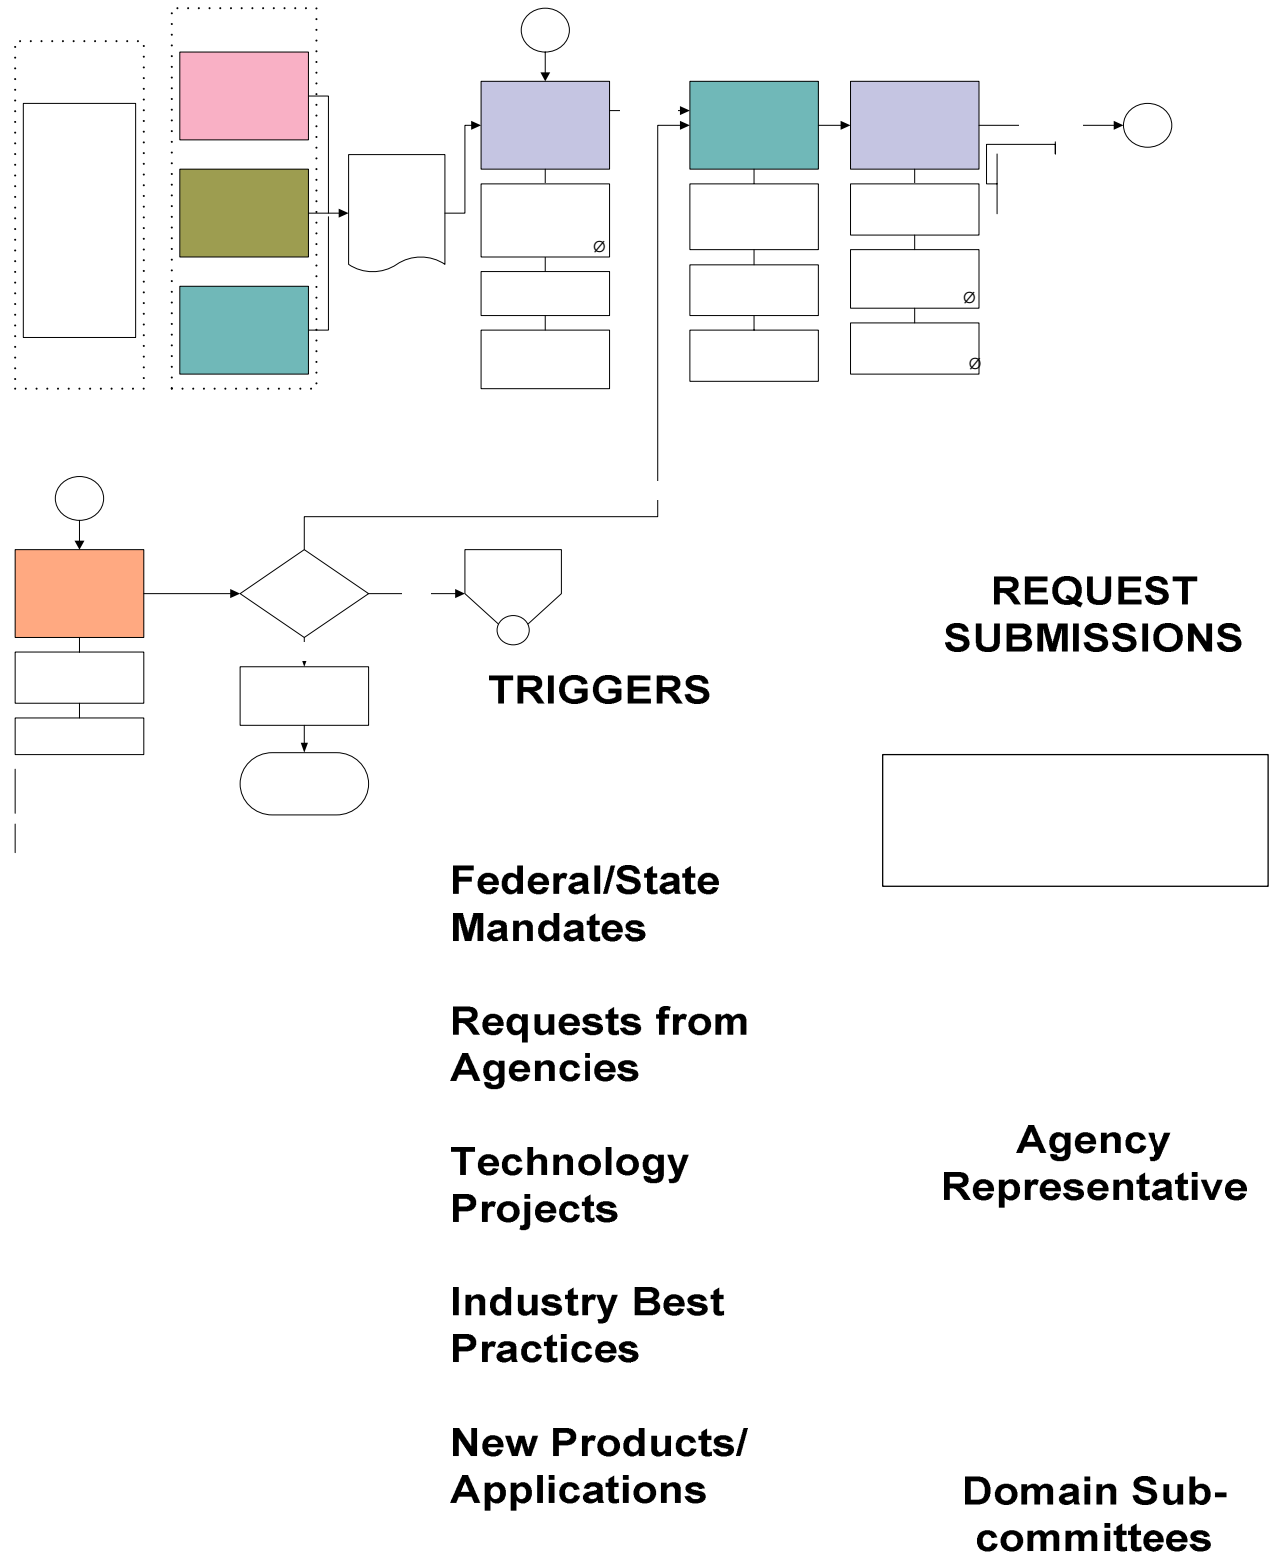 Ø
Ø
Ø
REQUEST
SUBMISSIONS
TRIGGERS
Federal/State
Mandates
Requests from
Agencies
Agency
Representative
Technology
Projects
Industry Best
Practices
New Products/
Applications
Domain Sub-
committees